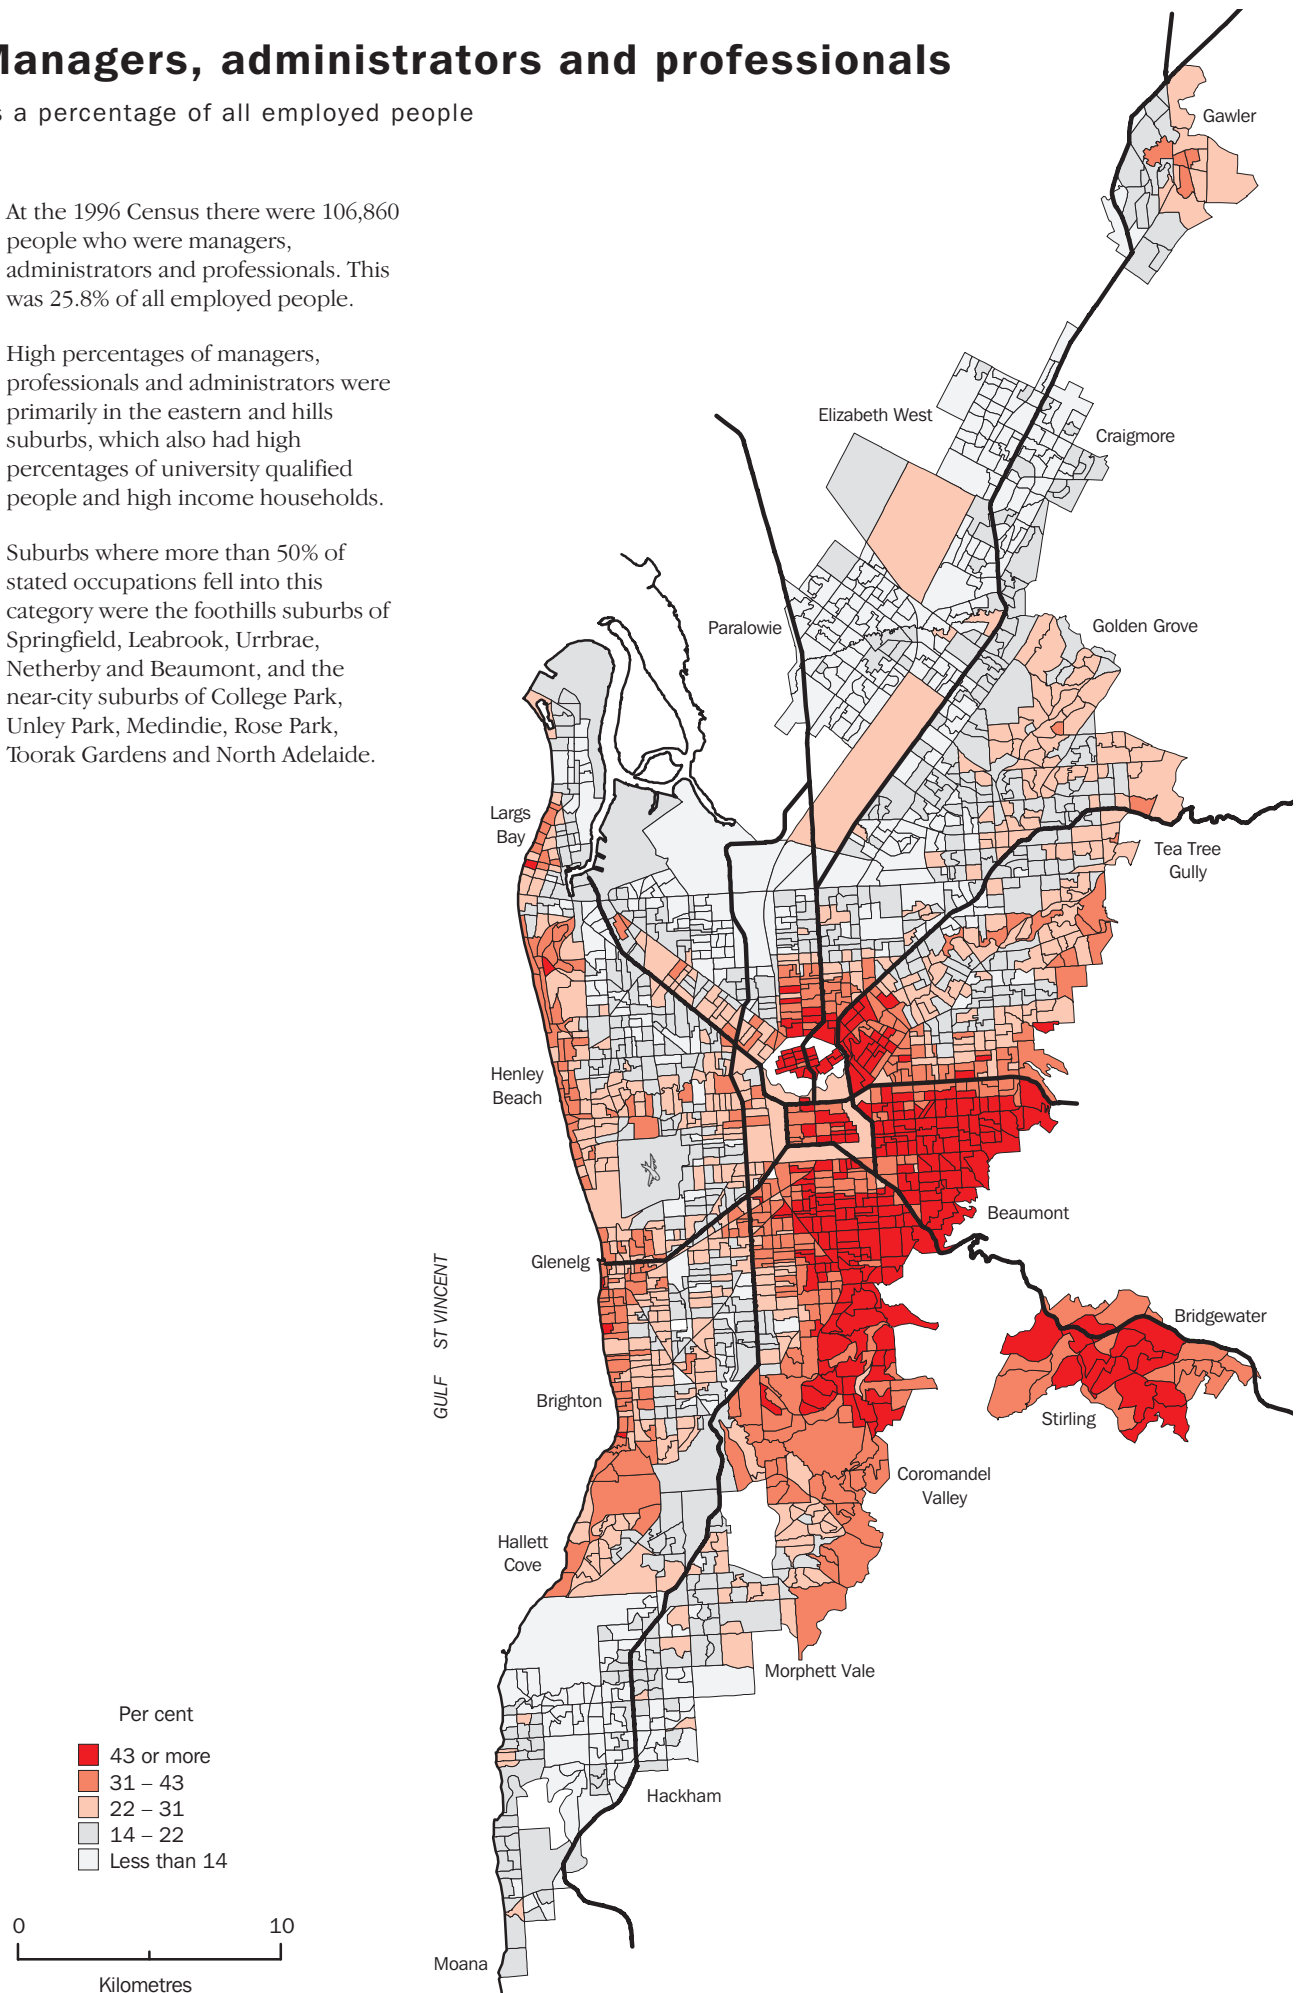 Managers, administrators and professionals
s a percentage of all employed people
At the 1996 Census there were 106,860
people who were managers,
administrators and professionals. This
was 25.8% of all employed people.
High percentages of managers,
professionals and administrators were
primarily in the eastern and hills
suburbs, which also had high
percentages of university qualified
people and high income households.
Suburbs where more than 50% of
stated occupations fell into this
category were the foothills suburbs of
Springfield, Leabrook, Urrbrae,
Netherby and Beaumont, and the
near-city suburbs of College Park,
Unley Park, Medindie, Rose Park,
Toorak Gardens and North Adelaide.
Gawler
Elizabeth West
Craigmore
Paralowie
Golden Grove
Largs
Bay
Tea Tree
Gully
Henley
Beach
Beaumont
Glenelg
GULF ST VINCENT
Bridgewater
Brighton
Stirling
Coromandel
Valley
Hallett
Cove
Morphett Vale
Hackham
Moana
Per cent
43 or more
31 – 43
22 – 31
14 – 22
Less than 14
0 10
Kilometres